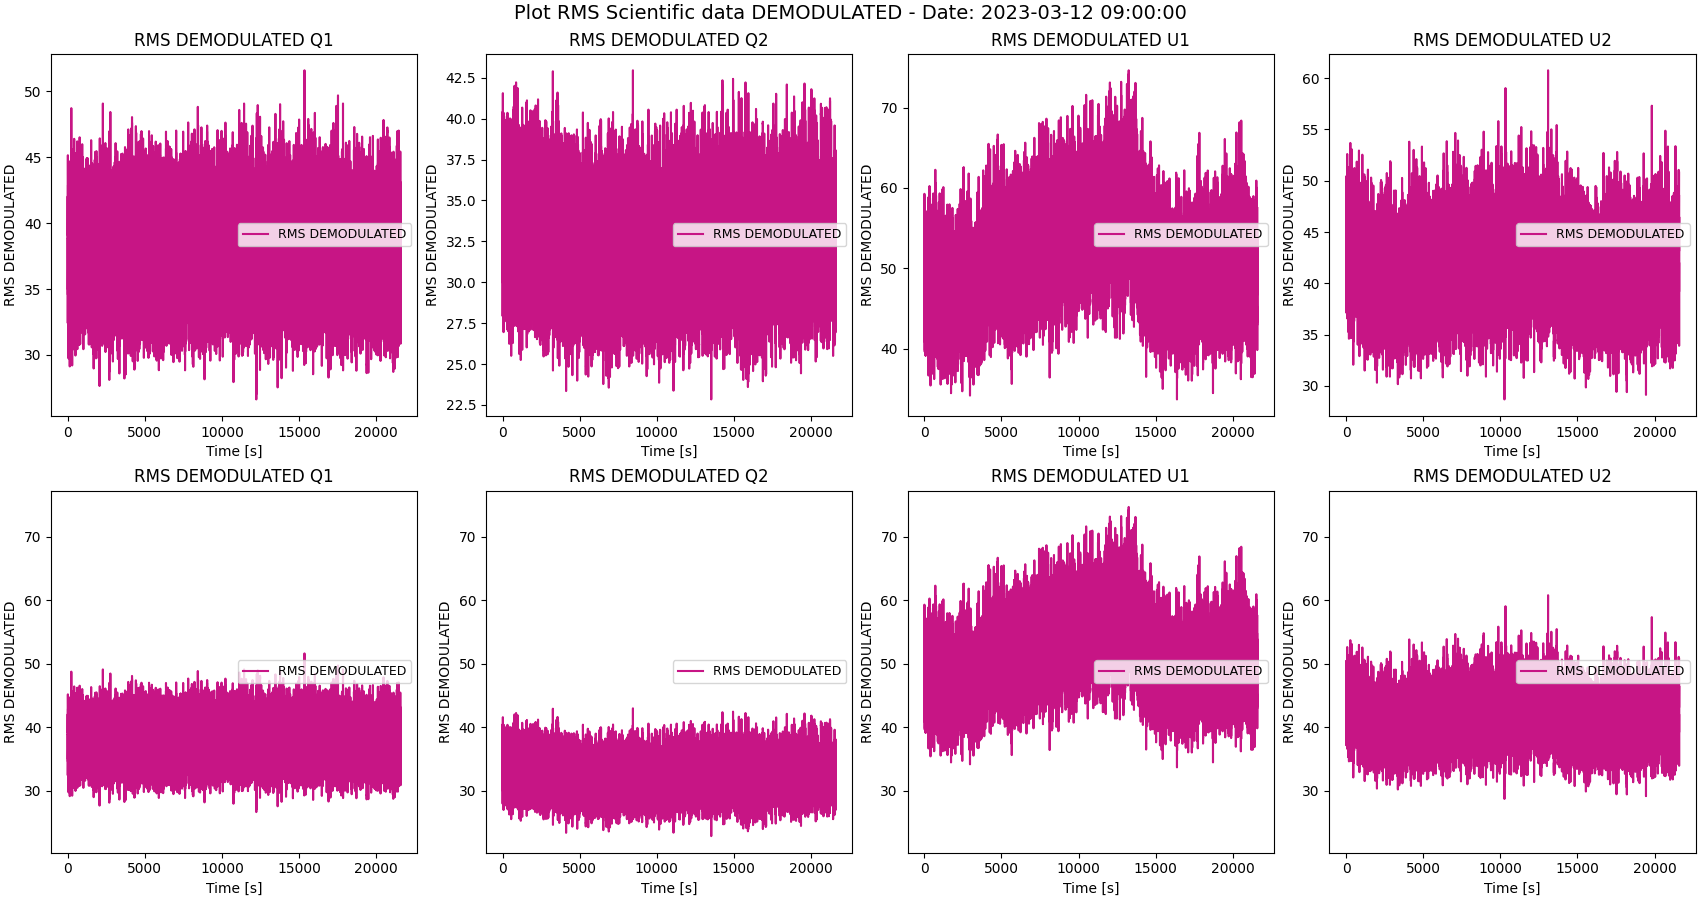 Plot RMS Scientific data DEMODULATED - Date: 2023-03-12 09:00:00
RMS DEMODULATED Q1
RMS DEMODULATED
50
45
40
35
30
RMS DEMODULATED
0 5000 10000 15000 20000
Time [s]
RMS DEMODULATED Q2
RMS DEMODULATED
42.5
40.0
37.5
35.0
32.5
30.0
27.5
25.0
22.5
RMS DEMODULATED
0 5000 10000 15000 20000
Time [s]
RMS DEMODULATED U1
RMS DEMODULATED
70
60
50
40
RMS DEMODULATED
0 5000 10000 15000 20000
Time [s]
RMS DEMODULATED U2
RMS DEMODULATED
60
55
50
45
40
35
30
RMS DEMODULATED
0 5000 10000 15000 20000
Time [s]
RMS DEMODULATED Q1
RMS DEMODULATED
70
60
50
40
30
RMS DEMODULATED
0 5000 10000 15000 20000
Time [s]
RMS DEMODULATED Q2
RMS DEMODULATED
70
60
50
40
30
RMS DEMODULATED
0 5000 10000 15000 20000
Time [s]
RMS DEMODULATED U1
RMS DEMODULATED
70
60
50
40
30
RMS DEMODULATED
0 5000 10000 15000 20000
Time [s]
RMS DEMODULATED U2
RMS DEMODULATED
70
60
50
40
30
RMS DEMODULATED
0 5000 10000 15000 20000
Time [s]